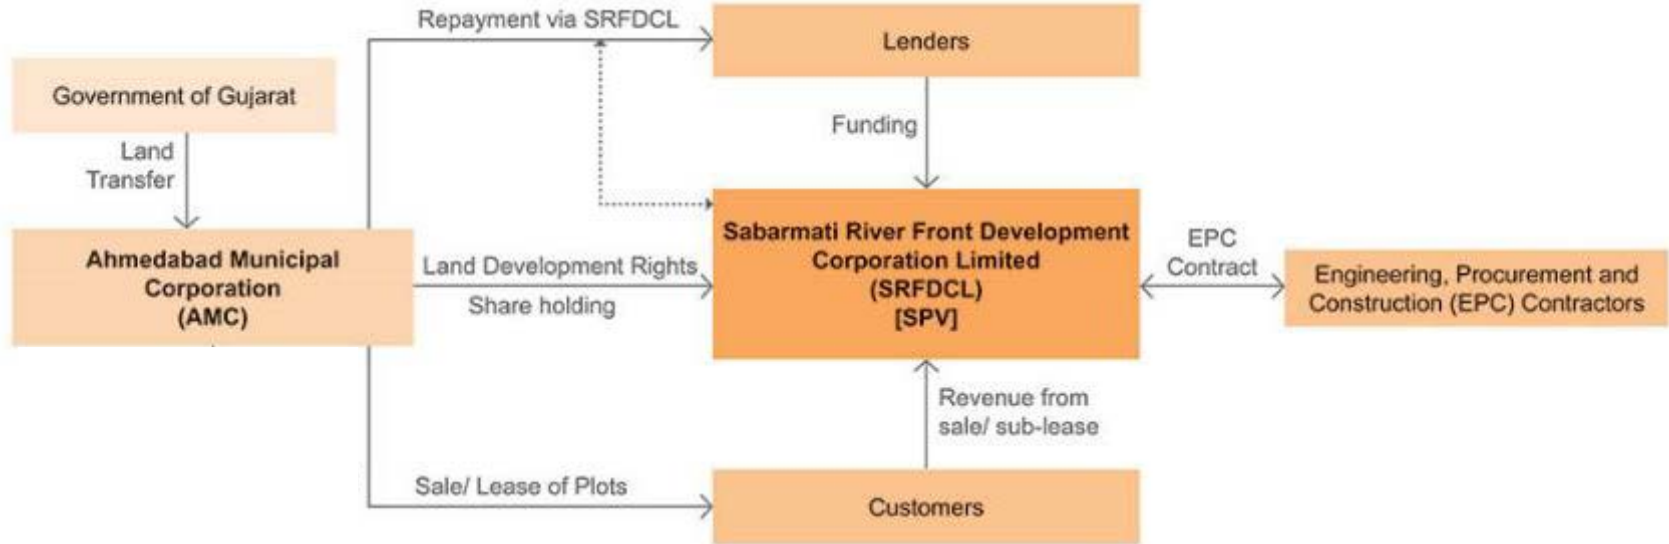 Repayment via SRFDCL
Lenders
Government of Gujarat
Funding
Land
Transfer
Sabarmati River Front Development
Corporation Limited
(SRFDCL)
[SPV]
Ahmedabad Municipal
Corporation
(AMC)
Land Development Rights
Share holding
EPC
Contract
Engineering, Procurement and
Construction (EPC) Contractors
Revenue from
sale/ sub-lease
Sale/ Lease of Plots
Customers